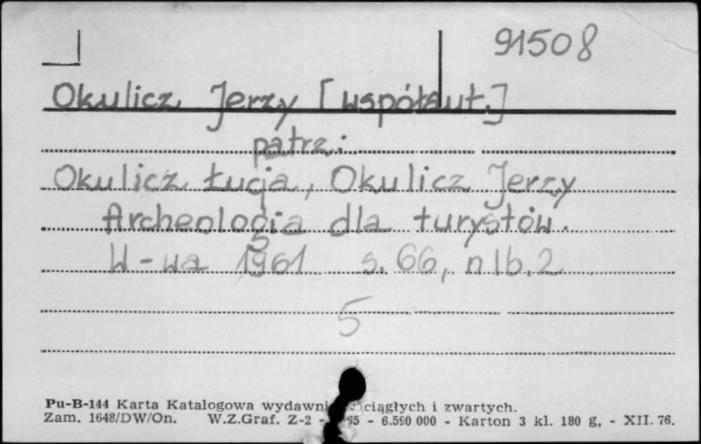 91508
Okulicz Jerzy [współaut.]
patrz:
Okulicz Łucja, Okulicz Jerzy
Archeologia dla turystów.
W-wa 1961 s. 66, nlb. 2
5
Pu-B-144 Karta Katalogowa ciągłych i zwartych.
Zam. 1648/DW/On. W.Z.Graf. Z-2 - 6.590 000 - Karton 3 kl. 180 g, - XII. 76.